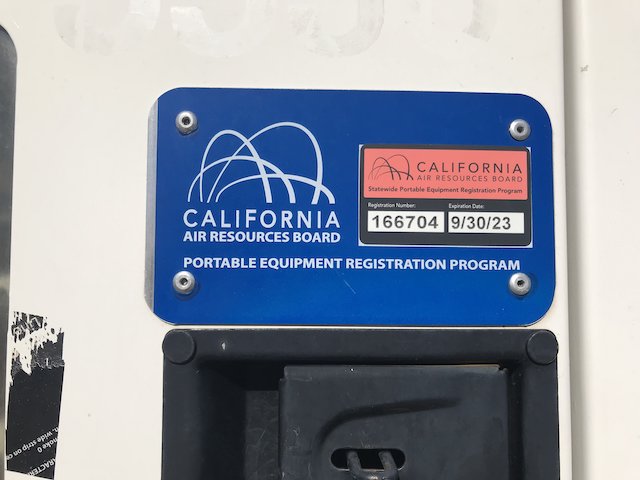 CALIFORNIA
AIR RESOURCES BOARD
PORTABLE EQUIPMENT REGISTRATION PROGRAM
CALIFORNIA
AIR RESOURCES BOARD
Statewide Portable Equipment Registration Program
Registration Number: Expiration Date:
166704 9/30/23